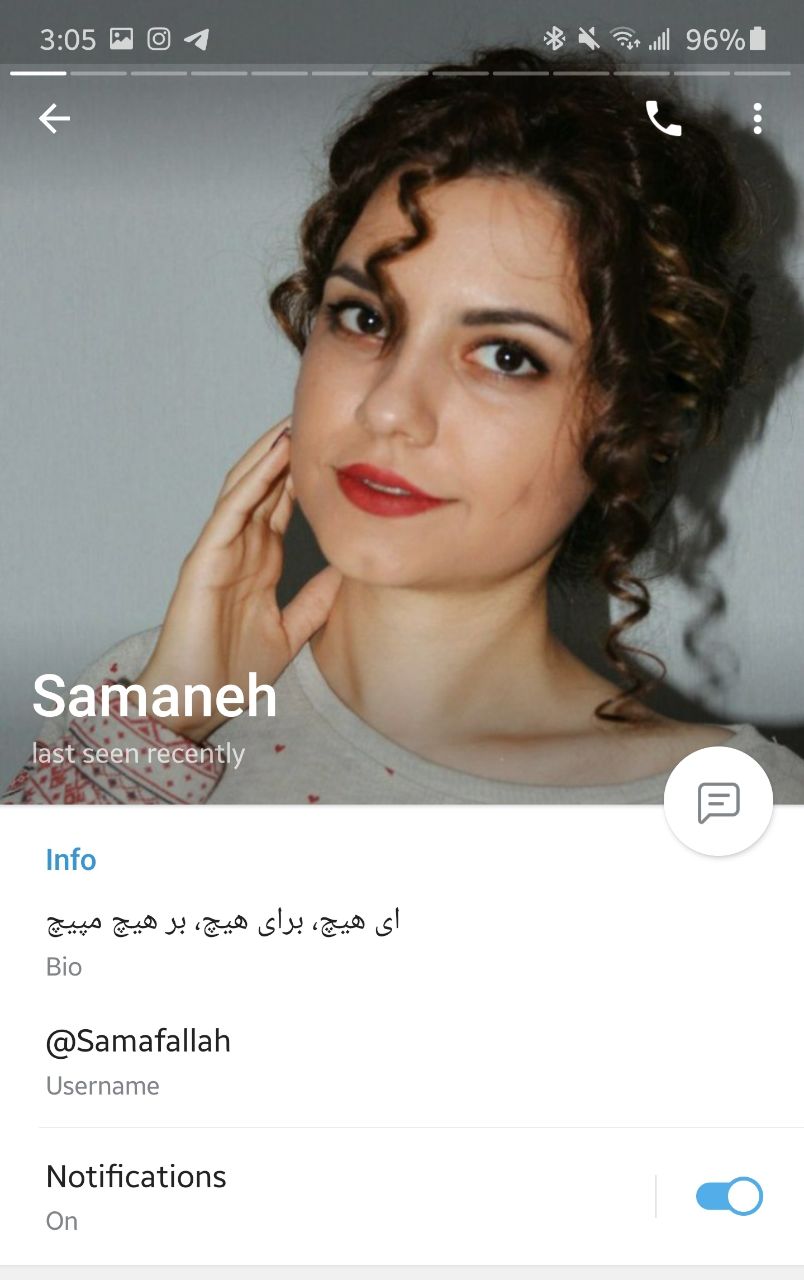 3:05
96%
Samaneh
last seen recently
Info
ای هیچ، برای هیچ، بر هیچ مپیچ
Bio
@Samafallah
Username
Notifications
On